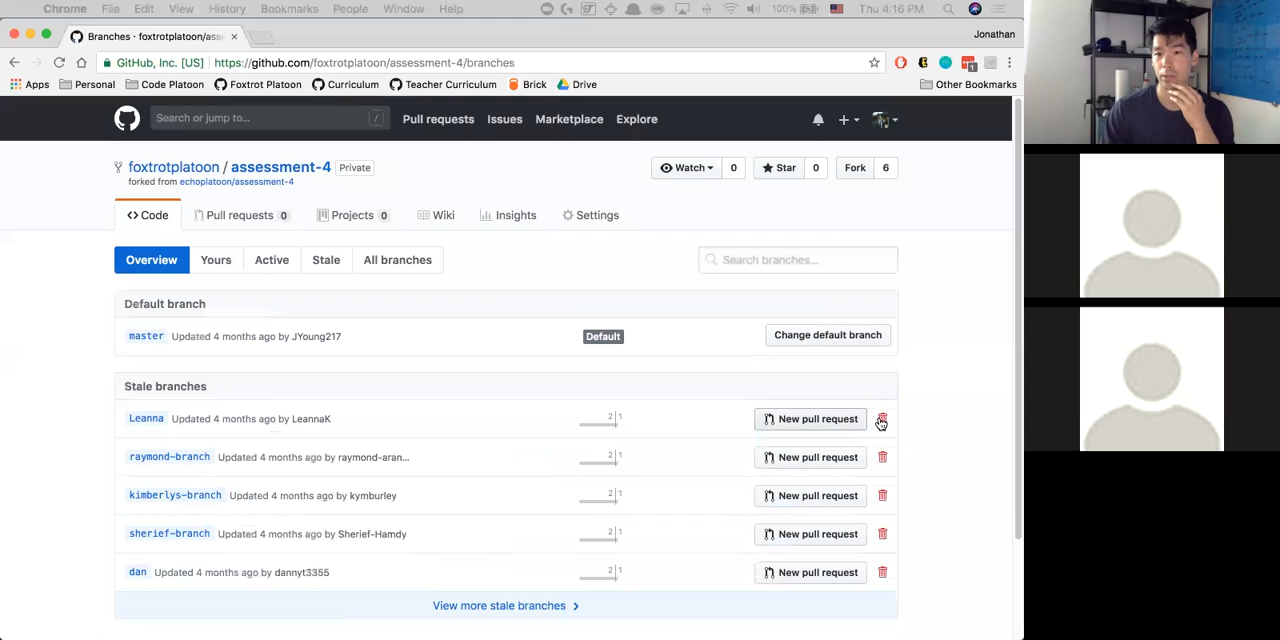 Chrome File Edit View History Bookmarks People Window Help 100% Thu 4:16 PM
Branches · foxtrotplatoon/asse Jonathan
GitHub, Inc. [US] https://github.com/foxtrotplatoon/assessment-4/branches 1
Apps Personal Code Platoon Foxtrot Platoon Curriculum Teacher Curriculum Brick Drive Other Bookmarks
Search or jump to... / Pull requests Issues Marketplace Explore
foxtrotplatoon / assessment-4 Private Watch 0 Star 0 Fork 6
forked from echoplatoon/assessment-4
Code Pull requests 0 Projects 0 Wiki Insights Settings
Overview Yours Active Stale All branches Search branches...
Default branch
master Updated 4 months ago by JYoung217 Default Change default branch
Stale branches
Leanna Updated 4 months ago by LeannaK 2 1 New pull request
raymond-branch Updated 4 months ago by raymond-aran... 2 1 New pull request
kimberlys-branch Updated 4 months ago by kymburley 2 1 New pull request
sherief-branch Updated 4 months ago by Sherief-Hamdy 2 1 New pull request
dan Updated 4 months ago by dannyt3355 2 1 New pull request
View more stale branches